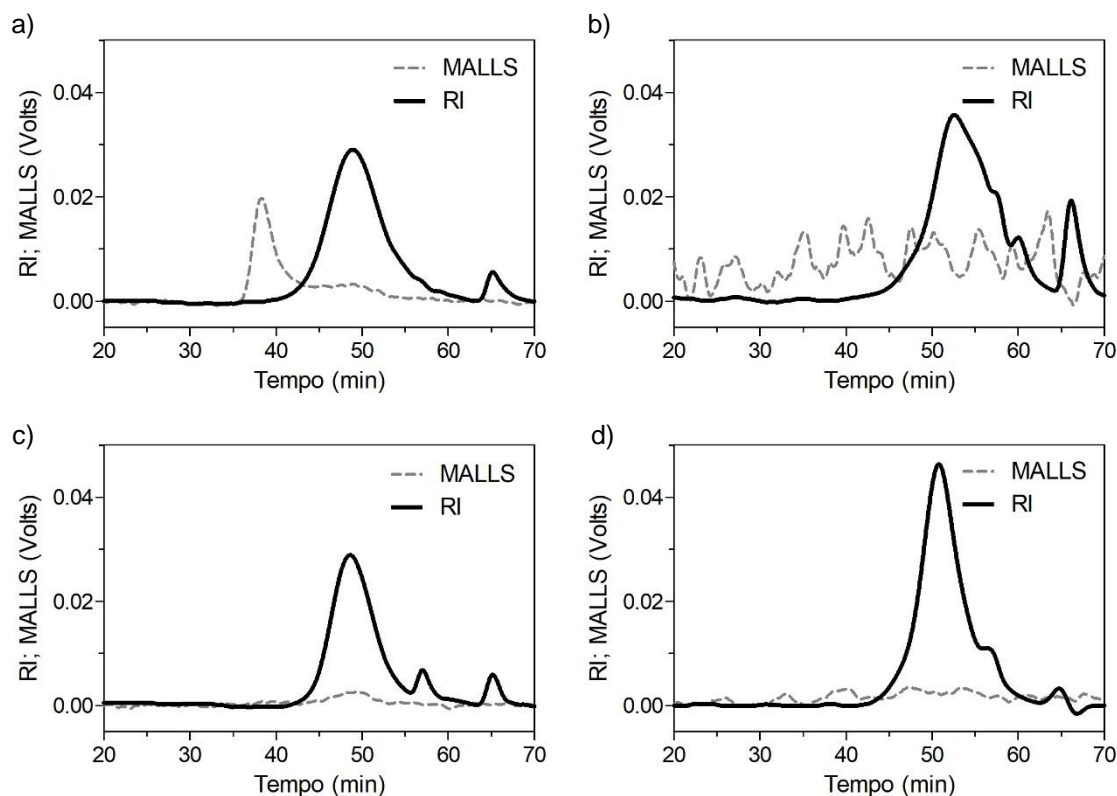 a)
MALLS
RI
RI; MALLS (Volts)
0.04
0.02
0.00
20 30 40 50 60 70
Tempo (min)
b)
MALLS
RI
RI; MALLS (Volts)
0.04
0.02
0.00
20 30 40 50 60 70
Tempo (min)
c)
MALLS
RI
RI; MALLS (Volts)
0.04
0.02
0.00
20 30 40 50 60 70
Tempo (min)
d)
MALLS
RI
RI; MALLS (Volts)
0.04
0.02
0.00
20 30 40 50 60 70
Tempo (min)